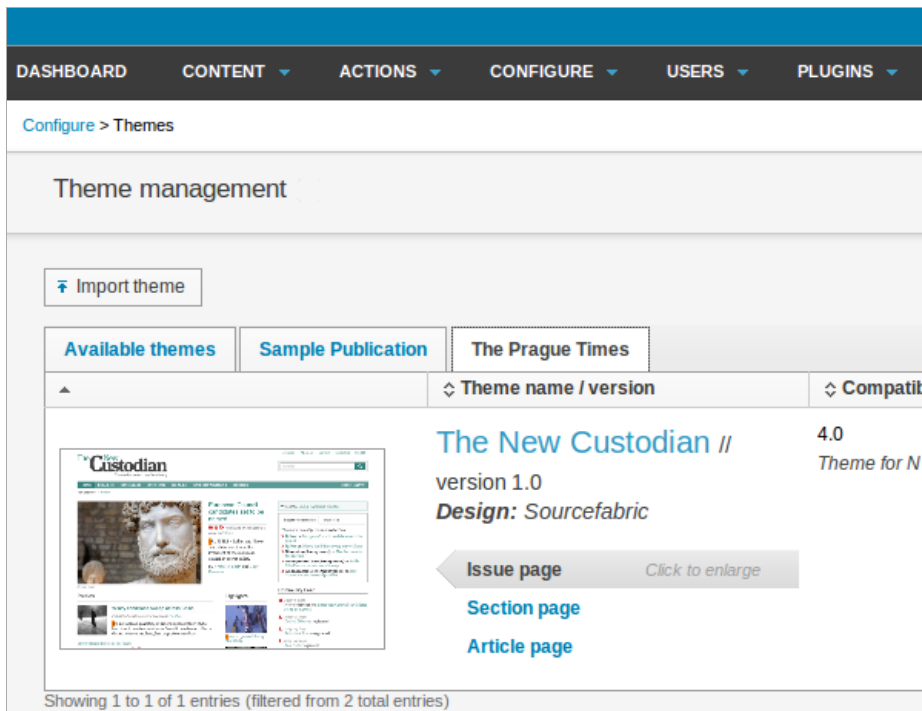 DASHBOARD CONTENT ACTIONS CONFIGURE USERS PLUGINS
Configure > Themes
Theme management
Import theme
Available themes Sample Publication The Prague Times
Theme name / version Compatib
The New Custodian //
version 1.0
Design: Sourcefabric
4.0
Theme for N
The New
Custodian
Issue page Click to enlarge
Section page
Article page
Showing 1 to 1 of 1 entries (filtered from 2 total entries)